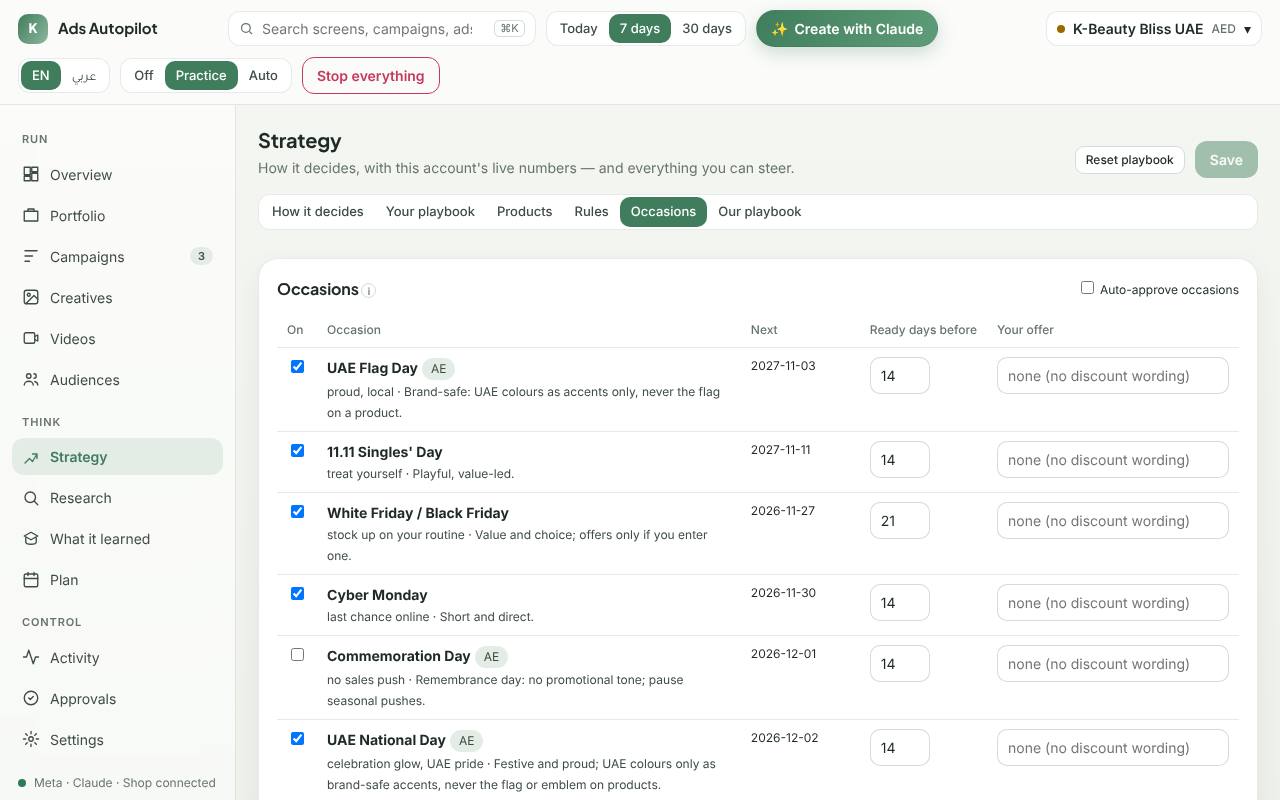 K Ads Autopilot
Search screens, campaigns, ads ⌘K
Today 7 days 30 days
✨ Create with Claude
K-Beauty Bliss UAE AED ▾
EN عربي
Off Practice Auto
Stop everything
RUN
Overview
Portfolio
Campaigns 3
Creatives
Videos
Audiences
THINK
Strategy
Research
What it learned
Plan
CONTROL
Activity
Approvals
Settings
Meta · Claude · Shop connected
Strategy
How it decides, with this account's live numbers — and everything you can steer.
Reset playbook Save
How it decides Your playbook Products Rules Occasions Our playbook
Occasions i
Auto-approve occasions
On Occasion Next Ready days before Your offer
UAE Flag Day AE 2027-11-03 14 none (no discount wording)
proud, local · Brand-safe: UAE colours as accents only, never the flag
on a product.
11.11 Singles' Day 2027-11-11 14 none (no discount wording)
treat yourself · Playful, value-led.
White Friday / Black Friday 2026-11-27 21 none (no discount wording)
stock up on your routine · Value and choice; offers only if you enter
one.
Cyber Monday 2026-11-30 14 none (no discount wording)
last chance online · Short and direct.
Commemoration Day AE 2026-12-01 14 none (no discount wording)
no sales push · Remembrance day: no promotional tone; pause
seasonal pushes.
UAE National Day AE 2026-12-02 14 none (no discount wording)
celebration glow, UAE pride · Festive and proud; UAE colours only as
brand-safe accents, never the flag or emblem on products.